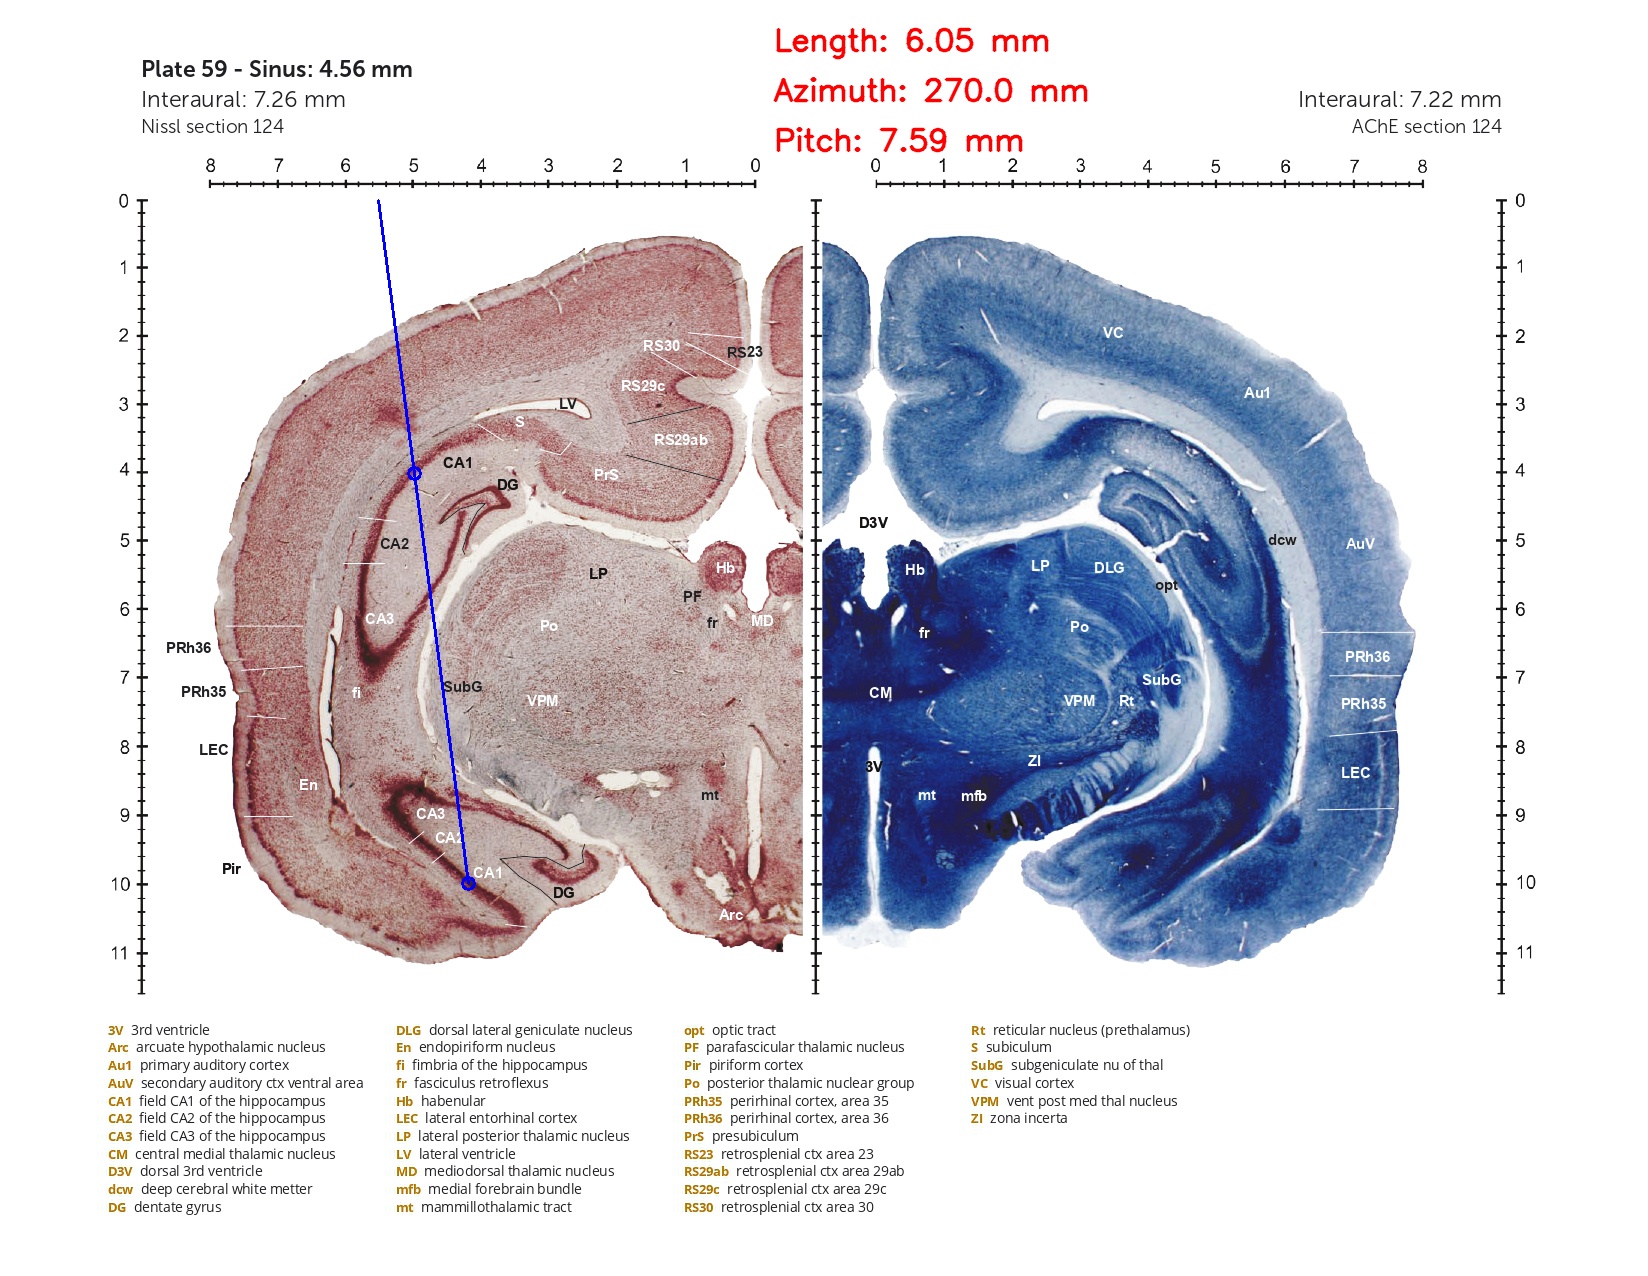 Length: 6.05 mm
Plate 59 - Sinus: 4.56 mm
Azimuth: 270.0 mm
Interaural: 7.26 mm
Interaural: 7.22 mm
Nissl section 124
AChE section 124
Pitch: 7.59 mm
8 7 6 5 4 3 2 1 0
0 1 2 3 4 5 6 7 8
0
1
2
3
4
5
6
7
8
9
10
11
RS30
RS23
RS29c
LV
S
RS29ab
CA1
PrS
DG
CA2
LP
Hb
PF
fr
MD
CA3
Po
PRh36
PRh35
fi
SubG
VPM
LEC
En
mt
CA3
CA2
Pir
CA1
DG
Arc
VC
Au1
D3V
dcw
AuV
Hb
LP
DLG
opt
fr
Po
PRh36
CM
SubG
VPM
Rt
PRh35
3V
ZI
LEC
mt
mfb
0
1
2
3
4
5
6
7
8
9
10
11
3V 3rd ventricle
Arc arcuate hypothalamic nucleus
Au1 primary auditory cortex
AuV secondary auditory ctx ventral area
CA1 field CA1 of the hippocampus
CA2 field CA2 of the hippocampus
CA3 field CA3 of the hippocampus
CM central medial thalamic nucleus
D3V dorsal 3rd ventricle
dcw deep cerebral white metter
DG dentate gyrus
DLG dorsal lateral geniculate nucleus
En endopiriform nucleus
fi fimbria of the hippocampus
fr fasciculus retroflexus
Hb habenular
LEC lateral entorhinal cortex
LP lateral posterior thalamic nucleus
LV lateral ventricle
MD mediodorsal thalamic nucleus
mfb medial forebrain bundle
mt mammillothalamic tract
opt optic tract
PF parafascicular thalamic nucleus
Pir piriform cortex
Po posterior thalamic nuclear group
PRh35 perirhinal cortex, area 35
PRh36 perirhinal cortex, area 36
PrS presubiculum
RS23 retrosplenial ctx area 23
RS29ab retrosplenial ctx area 29ab
RS29c retrosplenial ctx area 29c
RS30 retrosplenial ctx area 30
Rt reticular nucleus (prethalamus)
S subiculum
SubG subgeniculate nu of thal
VC visual cortex
VPM vent post med thal nucleus
ZI zona incerta